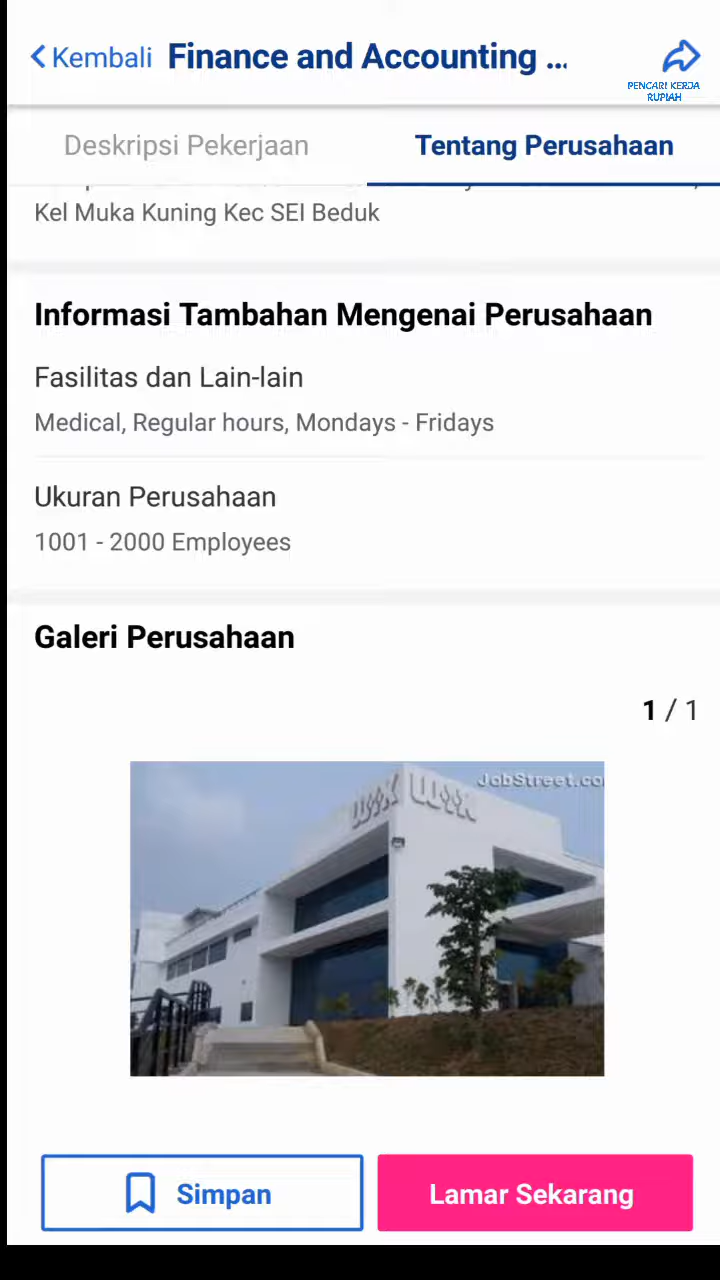 Kembali
Finance and Accounting ...
PENCARI KERJA
RUPIAH
Deskripsi Pekerjaan
Tentang Perusahaan
Kel Muka Kuning Kec SEI Beduk
Informasi Tambahan Mengenai Perusahaan
Fasilitas dan Lain-lain
Medical, Regular hours, Mondays - Fridays
Ukuran Perusahaan
1001 - 2000 Employees
Galeri Perusahaan
1 / 1
JobStreet.co
Simpan
Lamar Sekarang